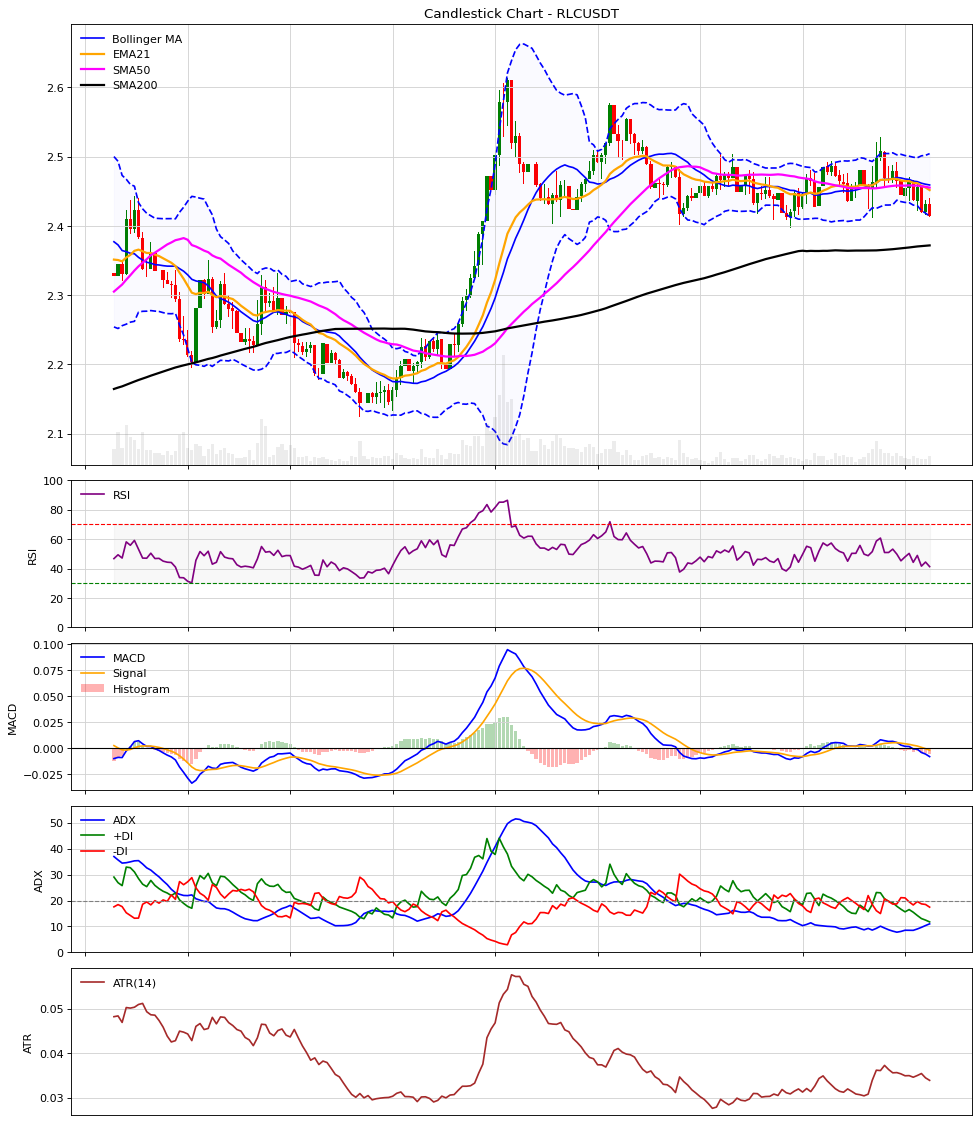 Candlestick Chart - RLCUSDT
Bollinger MA
EMA21
SMA50
SMA200
2.6
2.5
2.4
2.3
2.2
2.1
RSI
RSI
100
80
60
40
20
0
MACD
Signal
Histogram
MACD
0.100
0.075
0.050
0.025
0.000
−0.025
ADX
+DI
-DI
ADX
50
40
30
20
10
0
ATR(14)
ATR
0.05
0.04
0.03